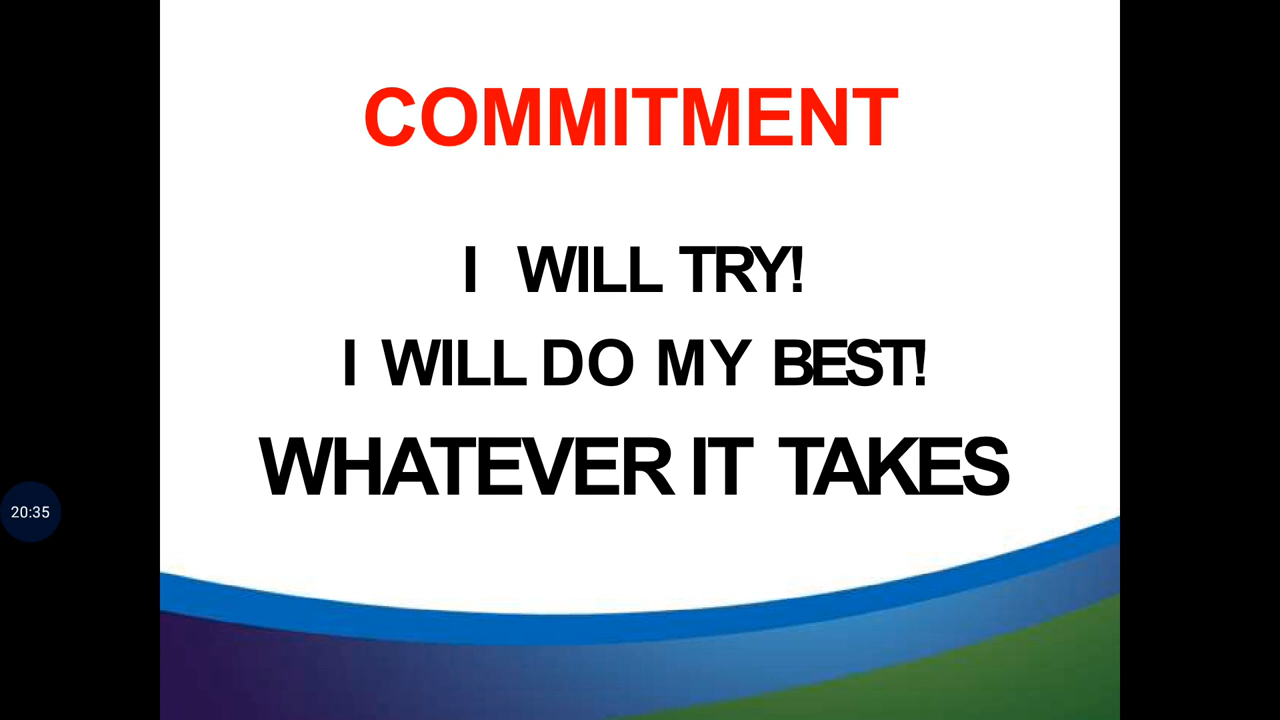 COMMITMENT
I WILL TRY!
I WILL DO MY BEST!
WHATEVER IT TAKES
20:35